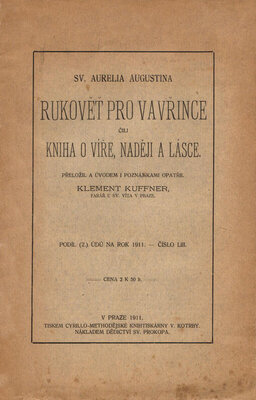 SV. AURELIA AUGUSTINA
RUKOVĚŤ PRO VAVŘINCE
ČILI
KNIHA O VÍŘE, NADĚJI A LÁSCE.
PŘELOŽIL A ÚVODEM I POZNÁMKAMI OPATŘIL
KLEMENT KUFFNER,
FARÁŘ U SV. VÍTA V PRAZE.
PODÍL (2.) ÚDŮ NA ROK 1911. — ČÍSLO LIII.
CENA 2 K 50 h.
V PRAZE 1911.
TISKEM CYRILLO-METHODĚJSKÉ KNIHTISKÁRNY V. KOTRBY.
NÁKLADEM DĚDICTVÍ SV. PROKOPA.